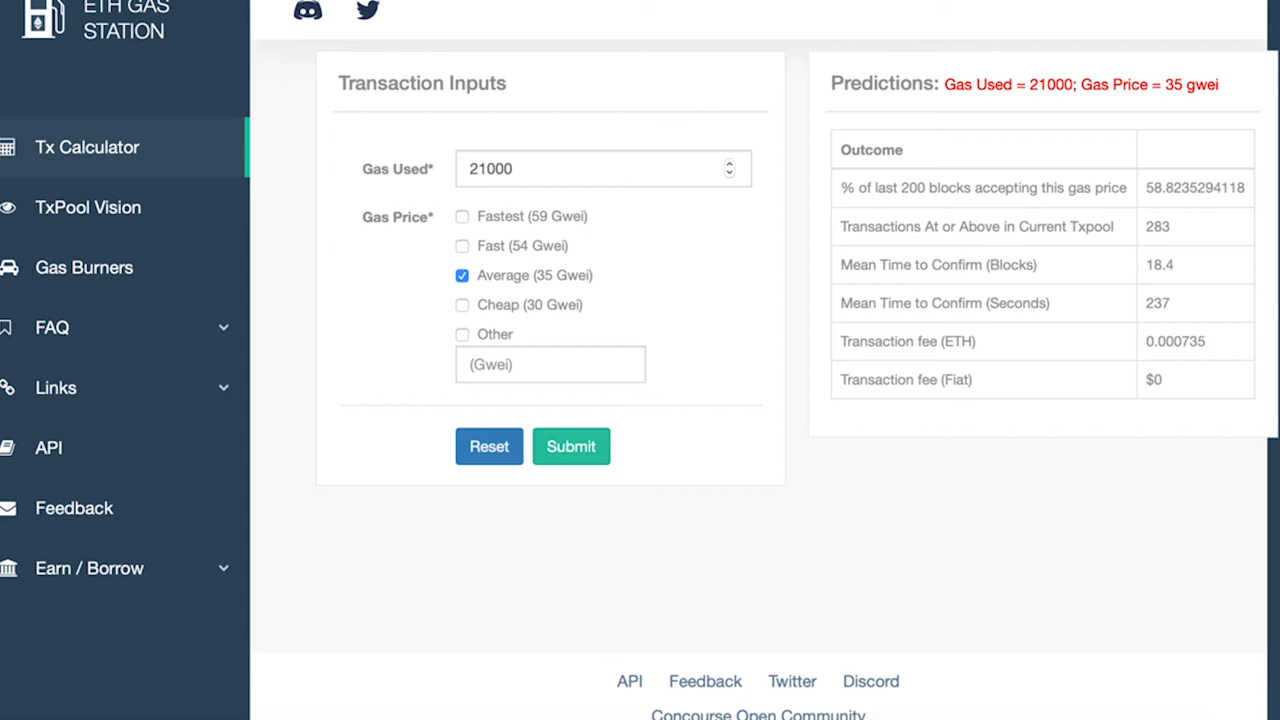 ETH GAS
STATION
Tx Calculator
TxPool Vision
Gas Burners
FAQ
Links
API
Feedback
Earn / Borrow
Transaction Inputs
Gas Used* 21000
Gas Price* Fastest (59 Gwei)
Fast (54 Gwei)
Average (35 Gwei)
Cheap (30 Gwei)
Other
(Gwei)
Reset Submit
Predictions: Gas Used = 21000; Gas Price = 35 gwei
Outcome
% of last 200 blocks accepting this gas price 58.8235294118
Transactions At or Above in Current Txpool 283
Mean Time to Confirm (Blocks) 18.4
Mean Time to Confirm (Seconds) 237
Transaction fee (ETH) 0.000735
Transaction fee (Fiat) $0
API Feedback Twitter Discord
Concourse Open Community